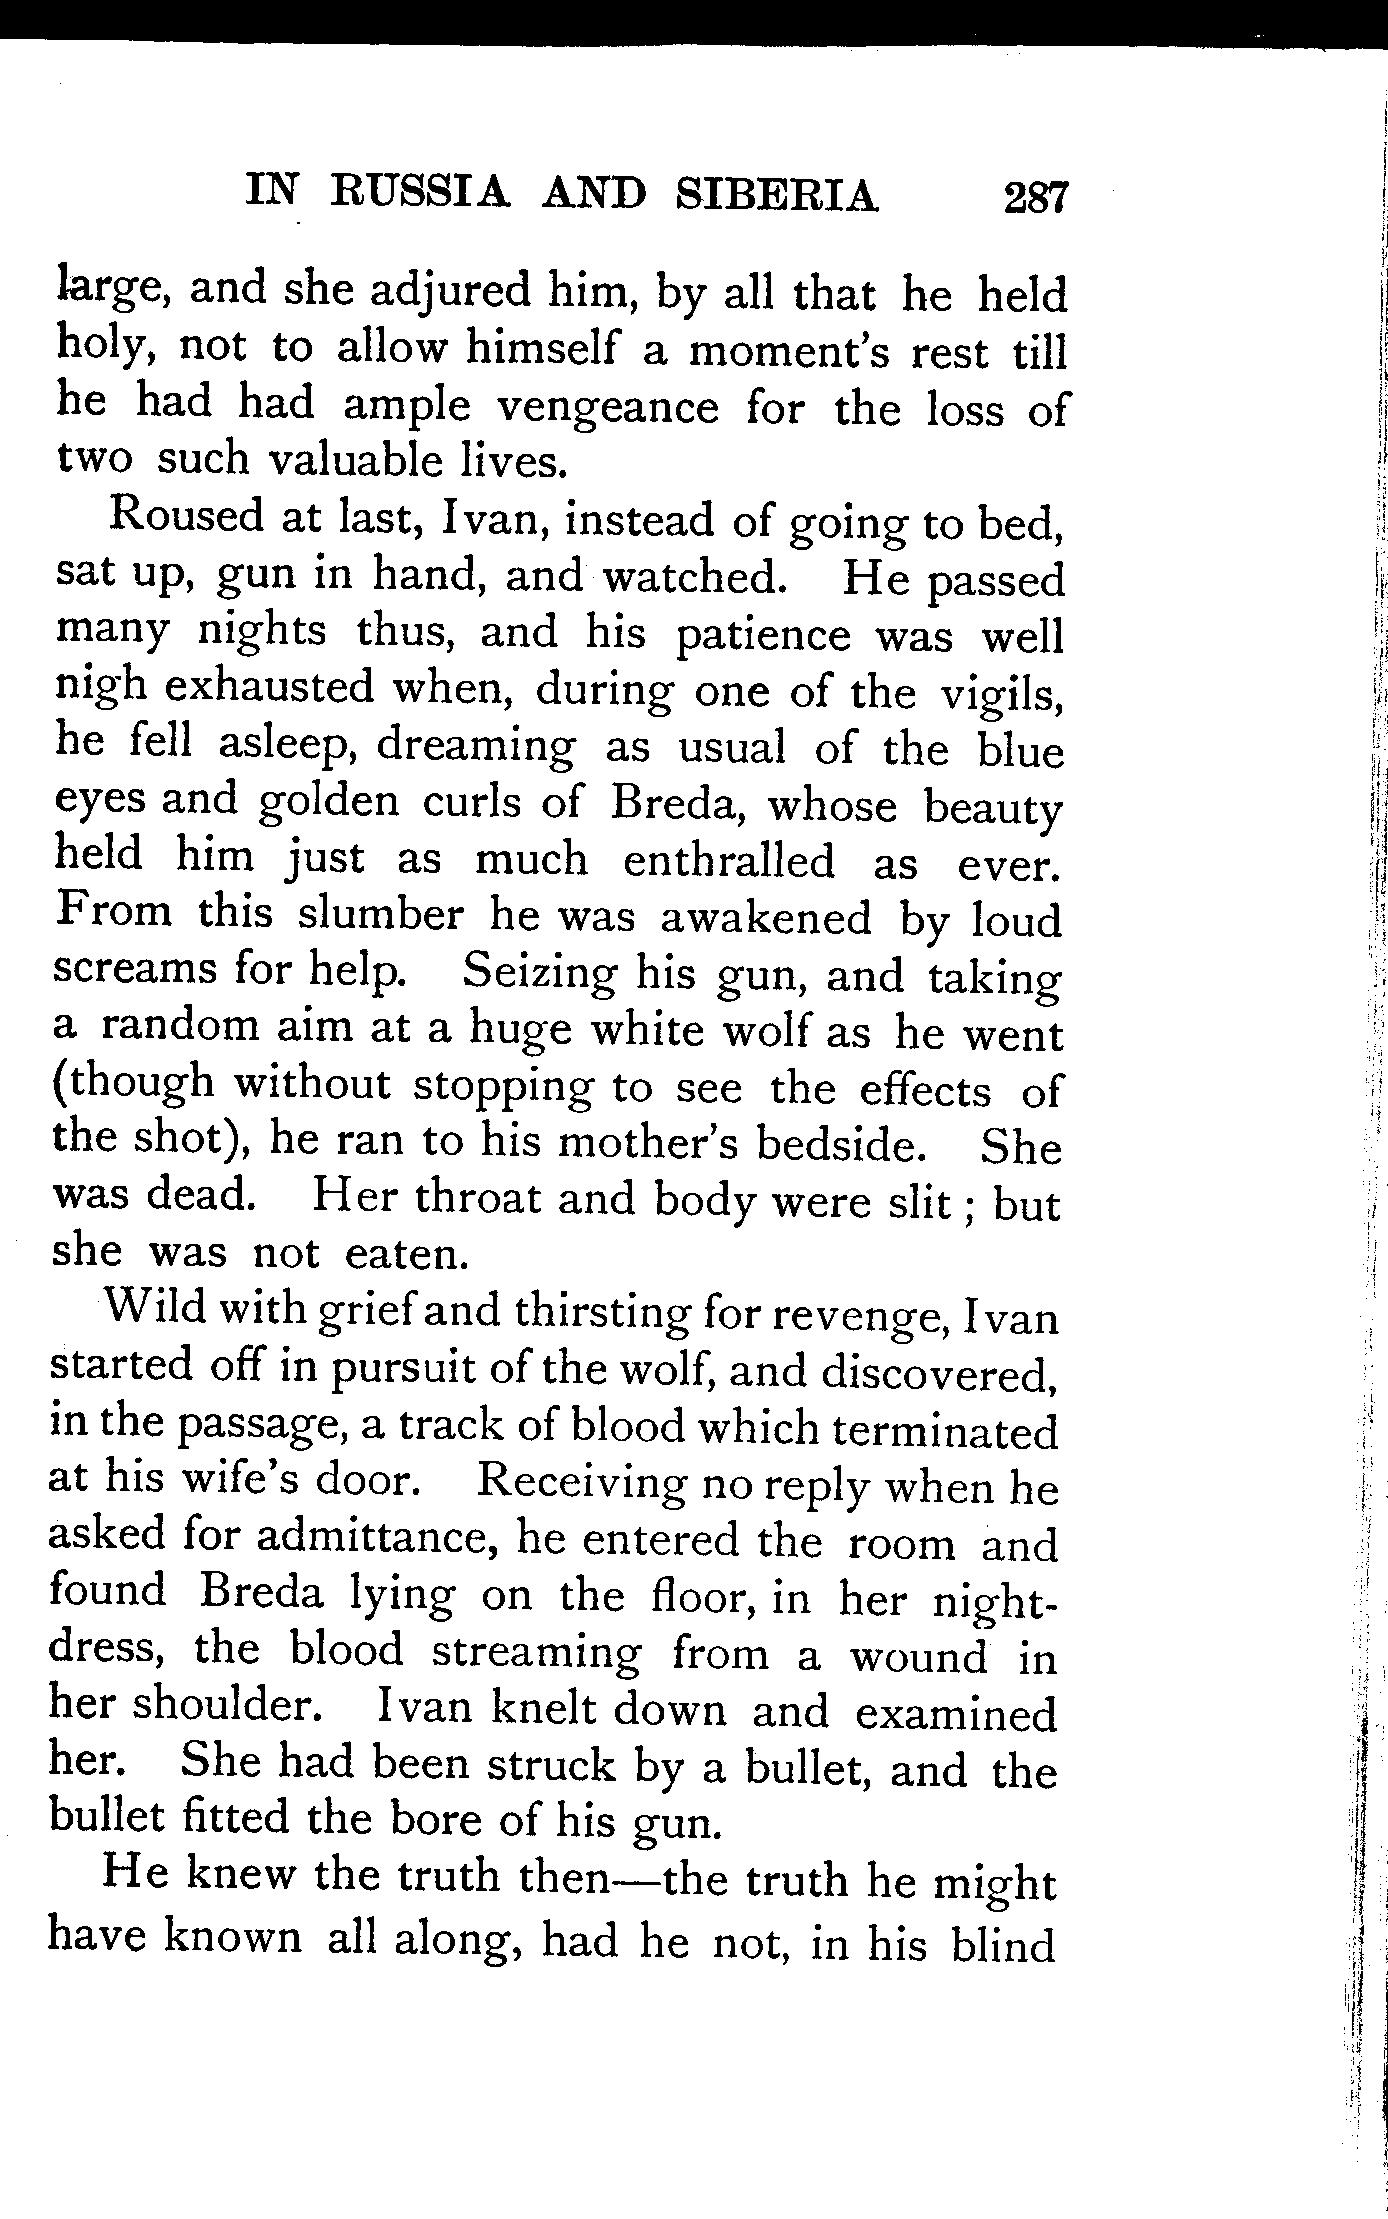 IN RUSSIA AND SIBERIA 287
large, and she adjured him, by all that he held
holy, not to allow himself a moment's rest till
he had had ample vengeance for the loss of
two such valuable lives.
Roused at last, Ivan, instead of going to bed,
sat up, gun in hand, and watched. He passed
many nights thus, and his patience was well
nigh exhausted when, during one of the vigils,
he fell asleep, dreaming as usual of the blue
eyes and golden curls of Breda, whose beauty
held him just as much enthralled as ever.
From this slumber he was awakened by loud
screams for help. Seizing his gun, and taking
a random aim at a huge white wolf as he went
(though without stopping to see the effects of
the shot), he ran to his mother's bedside. She
was dead. Her throat and body were slit ; but
she was not eaten.
Wild with grief and thirsting for revenge, Ivan
started off in pursuit of the wolf, and discovered,
in the passage, a track of blood which terminated
at his wife's door. Receiving no reply when he
asked for admittance, he entered the room and
found Breda lying on the floor, in her night-
dress, the blood streaming from a wound in
her shoulder. Ivan knelt down and examined
her. She had been struck by a bullet, and the
bullet fitted the bore of his gun.
He knew the truth then—the truth he might
have known all along, had he not, in his blind